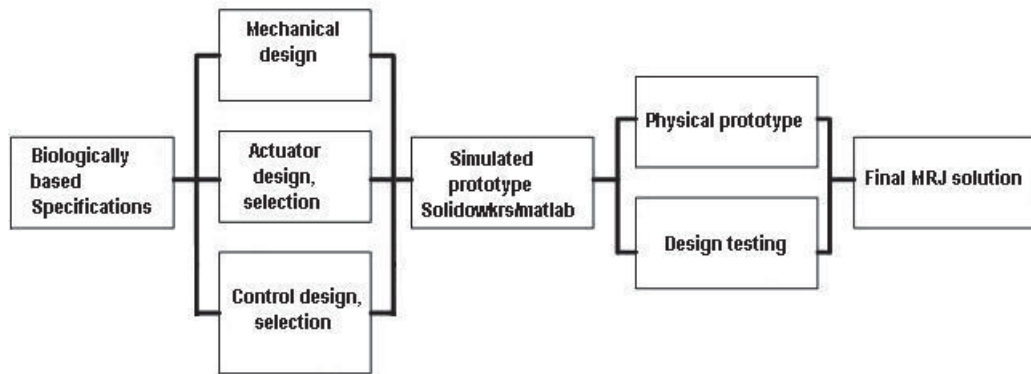 Biologically
based
Specifications
Mechanical
design
Actuator
design,
selection
Control design,
selection
Simulated
prototype
Solidowkrs/matlab
Physical prototype
Design testing
Final MRJ solution